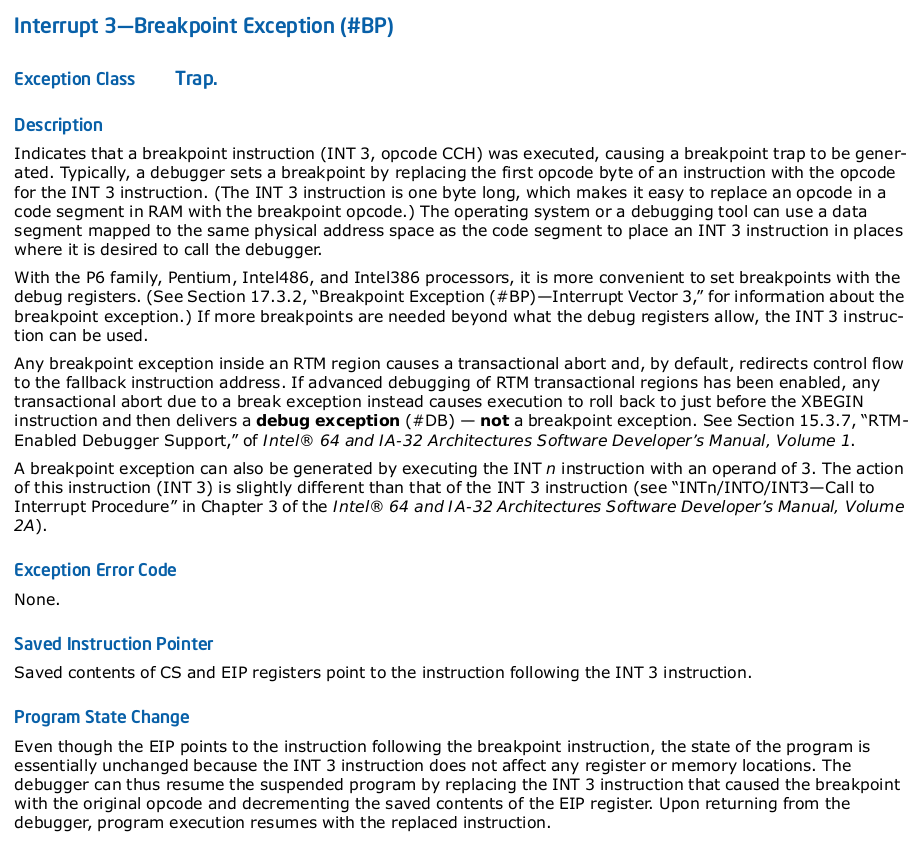 Interrupt 3—Breakpoint Exception (#BP)
Exception Class Trap.
Description
Indicates that a breakpoint instruction (INT 3, opcode CCH) was executed, causing a breakpoint trap to be gener-
ated. Typically, a debugger sets a breakpoint by replacing the first opcode byte of an instruction with the opcode
for the INT 3 instruction. (The INT 3 instruction is one byte long, which makes it easy to replace an opcode in a
code segment in RAM with the breakpoint opcode.) The operating system or a debugging tool can use a data
segment mapped to the same physical address space as the code segment to place an INT 3 instruction in places
where it is desired to call the debugger.
With the P6 family, Pentium, Intel486, and Intel386 processors, it is more convenient to set breakpoints with the
debug registers. (See Section 17.3.2, “Breakpoint Exception (#BP)—Interrupt Vector 3,” for information about the
breakpoint exception.) If more breakpoints are needed beyond what the debug registers allow, the INT 3 instruc-
tion can be used.
Any breakpoint exception inside an RTM region causes a transactional abort and, by default, redirects control flow
to the fallback instruction address. If advanced debugging of RTM transactional regions has been enabled, any
transactional abort due to a break exception instead causes execution to roll back to just before the XBEGIN
instruction and then delivers a debug exception (#DB) — not a breakpoint exception. See Section 15.3.7, “RTM-
Enabled Debugger Support,” of Intel® 64 and IA-32 Architectures Software Developer’s Manual, Volume 1.
A breakpoint exception can also be generated by executing the INT n instruction with an operand of 3. The action
of this instruction (INT 3) is slightly different than that of the INT 3 instruction (see “INTn/INTO/INT3—Call to
Interrupt Procedure” in Chapter 3 of the Intel® 64 and IA-32 Architectures Software Developer’s Manual, Volume
2A).
Exception Error Code
None.
Saved Instruction Pointer
Saved contents of CS and EIP registers point to the instruction following the INT 3 instruction.
Program State Change
Even though the EIP points to the instruction following the breakpoint instruction, the state of the program is
essentially unchanged because the INT 3 instruction does not affect any register or memory locations. The
debugger can thus resume the suspended program by replacing the INT 3 instruction that caused the breakpoint
with the original opcode and decrementing the saved contents of the EIP register. Upon returning from the
debugger, program execution resumes with the replaced instruction.